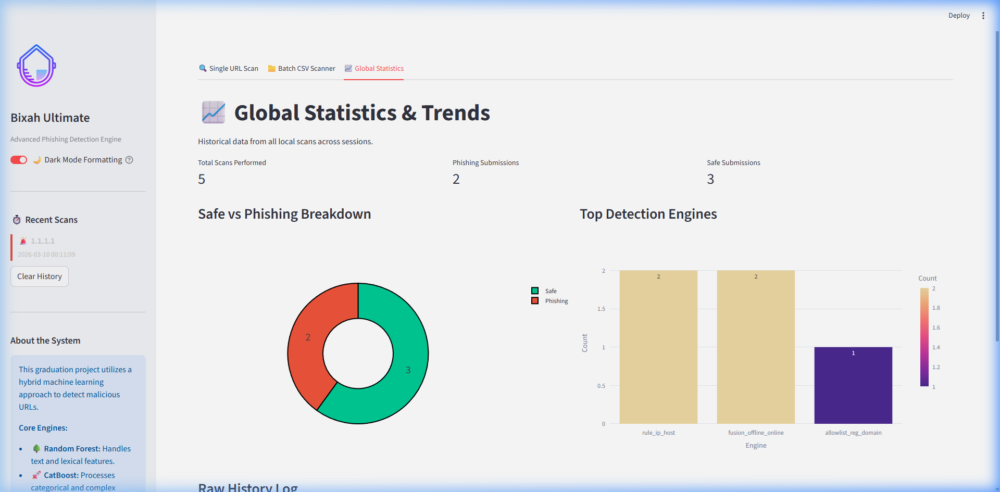 Deploy
Bixah Ultimate
Advanced Phishing Detection Engine
Dark Mode Formatting
Recent Scans
1.1.1.1
2026-03-10 00:11:09
Clear History
About the System
This graduation project utilizes a
hybrid machine learning
approach to detect malicious
URLs.
Core Engines:
Random Forest: Handles
text and lexical features.
CatBoost: Processes
categorical and complex
Single URL Scan
Batch CSV Scanner
Global Statistics
Global Statistics & Trends
Historical data from all local scans across sessions.
Total Scans Performed
5
Phishing Submissions
2
Safe Submissions
3
Safe vs Phishing Breakdown
2
3
Safe
Phishing
Top Detection Engines
2
1.5
1
0.5
0
Count
2
2
1
rule_ip_host
fusion_offline_online
allowlist_reg_domain
Engine
Count
2
1.8
1.6
1.4
1.2
1
Raw History Log